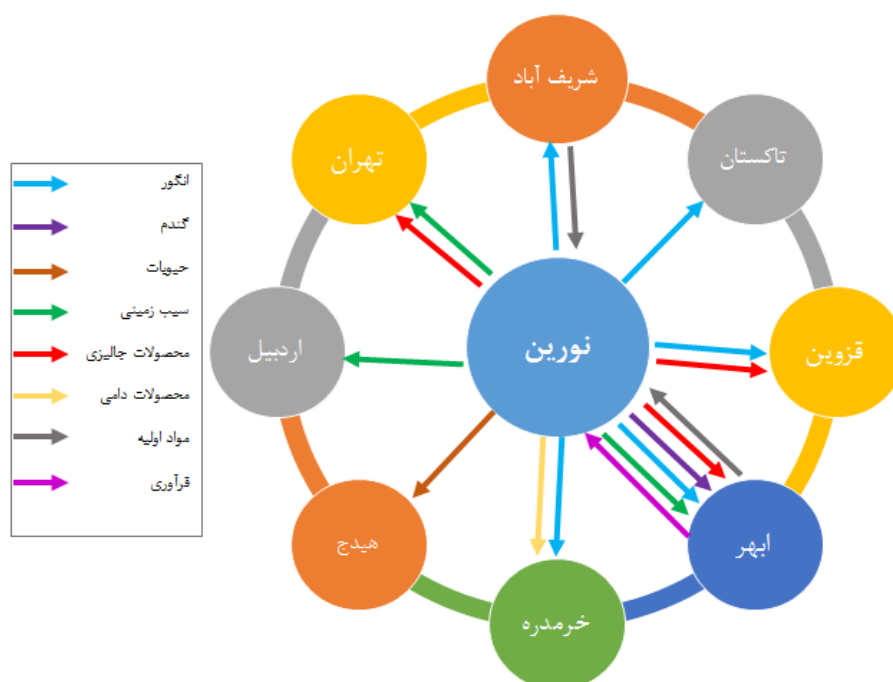 شریف آباد
تهران
تاکستان
انگور
گندم
حبوبات
سیب زمینی
محصولات جالیزی
محصولات دامی
مواد اولیه
قرآوری
اردبیل
نورین
قزوین
هیدج
ابهر
خرمدره